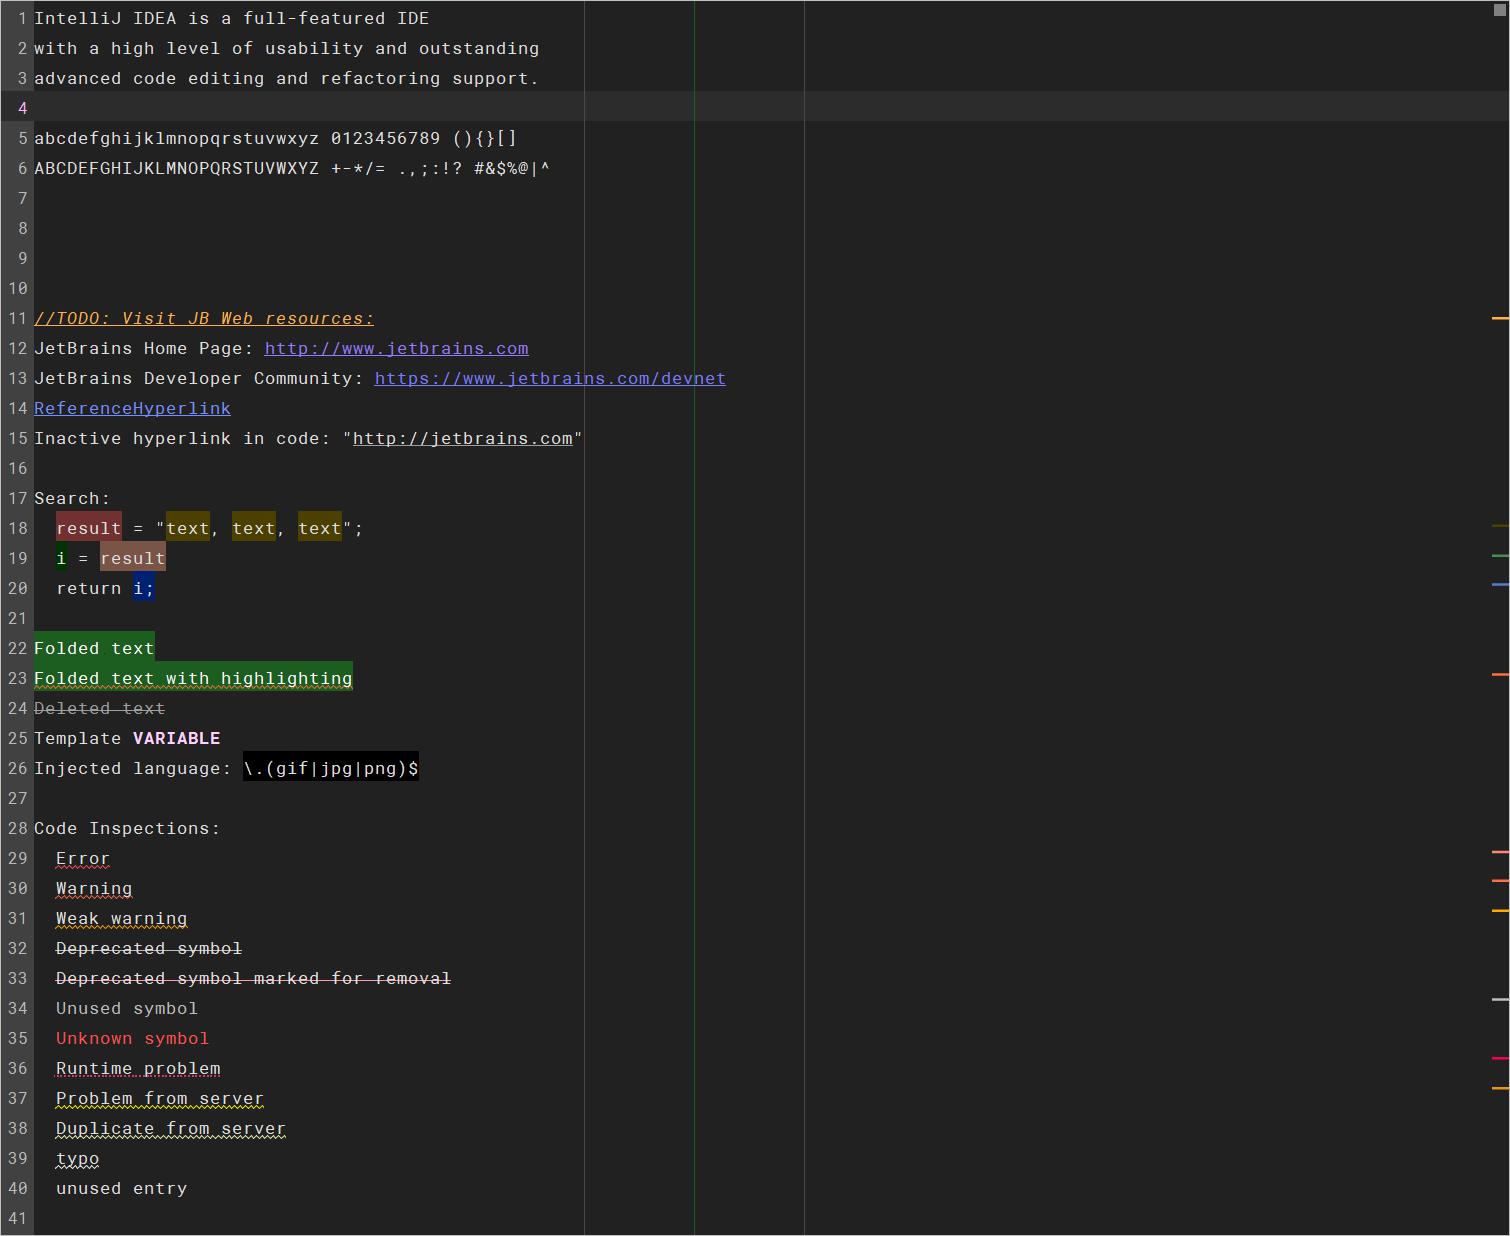 1 IntelliJ IDEA is a full-featured IDE
2 with a high level of usability and outstanding
3 advanced code editing and refactoring support.
4
5 abcdefghijklmnopqrstuvwxyz 0123456789 (){}[]
6 ABCDEFGHIJKLMNOPQRSTUVWXYZ +-*/= .,;:!? #&$%@|^
7
8
9
10
11 //TODO: Visit JB Web resources:
12 JetBrains Home Page: http://www.jetbrains.com
13 JetBrains Developer Community: https://www.jetbrains.com/devnet
14 ReferenceHyperlink
15 Inactive hyperlink in code: "http://jetbrains.com"
16
17 Search:
18   result = "text, text, text";
19   i = result
20   return i;
21
22 Folded text
23 Folded text with highlighting
24 Deleted text
25 Template VARIABLE
26 Injected language: \.(gif|jpg|png)$
27
28 Code Inspections:
29   Error
30   Warning
31   Weak warning
32   Deprecated symbol
33   Deprecated symbol marked for removal
34   Unused symbol
35   Unknown symbol
36   Runtime problem
37   Problem from server
38   Duplicate from server
39   typo
40   unused entry
41